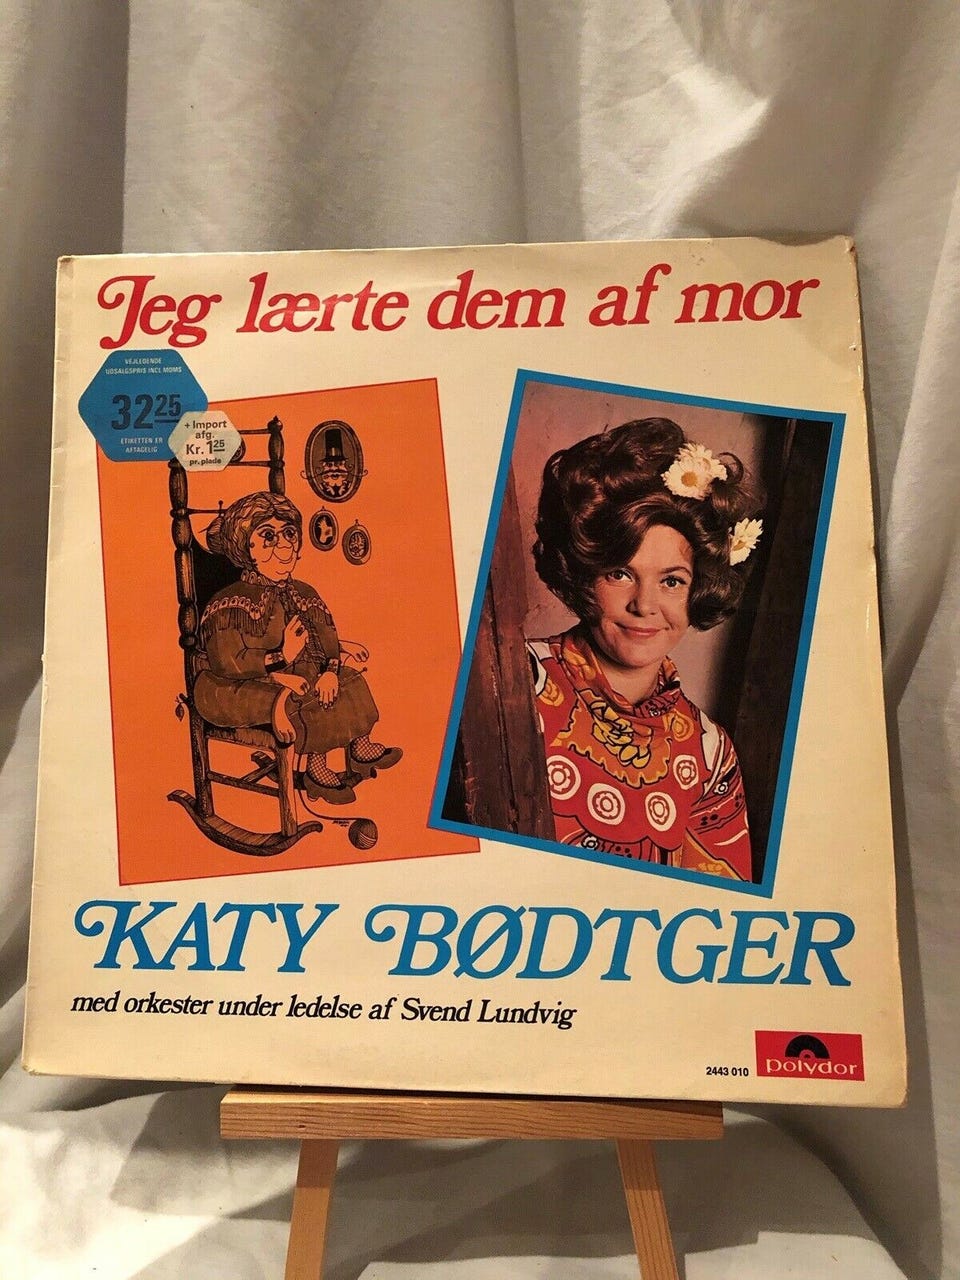 Jeg lærte dem af mor
VEJLEDENDE
UDSALGSPRIS INCL MOMS
3225
ETIKETTEN ER
AFTAGELIG
+ Import
afg.
Kr. 125
pr. plade
KATY BØDTGER
med orkester under ledelse af Svend Lundvig
2443 010
polydor